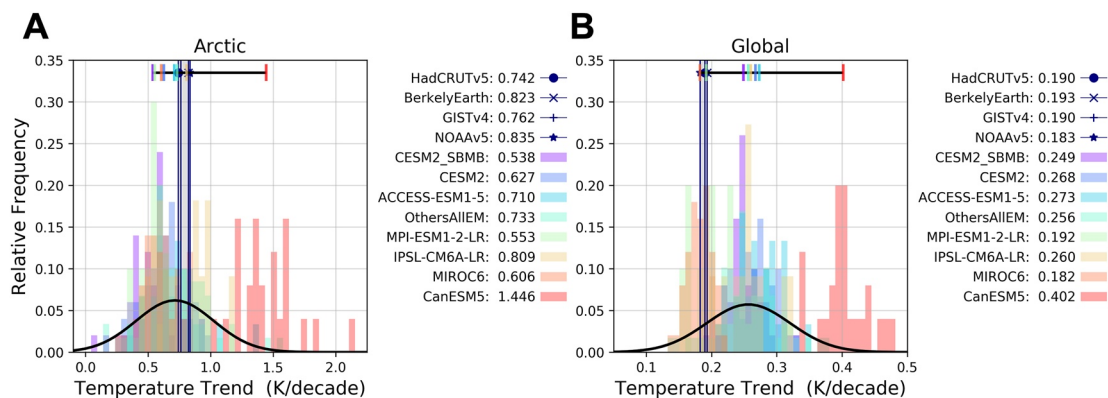 A
Arctic
0.35
0.30
0.25
0.20
0.15
0.10
0.05
0.00
Relative Frequency
0.0 0.5 1.0 1.5 2.0
Temperature Trend (K/decade)
HadCRUTv5: 0.742
BerkelyEarth: 0.823
GISTv4: 0.762
NOAAv5: 0.835
CESM2_SBMB: 0.538
CESM2: 0.627
ACCESS-ESM1-5: 0.710
OthersAllEM: 0.733
MPI-ESM1-2-LR: 0.553
IPSL-CM6A-LR: 0.809
MIROC6: 0.606
CanESM5: 1.446
B
Global
0.35
0.30
0.25
0.20
0.15
0.10
0.05
0.00
0.1 0.2 0.3 0.4 0.5
Temperature Trend (K/decade)
HadCRUTv5: 0.190
BerkelyEarth: 0.193
GISTv4: 0.190
NOAAv5: 0.183
CESM2_SBMB: 0.249
CESM2: 0.268
ACCESS-ESM1-5: 0.273
OthersAllEM: 0.256
MPI-ESM1-2-LR: 0.192
IPSL-CM6A-LR: 0.260
MIROC6: 0.182
CanESM5: 0.402